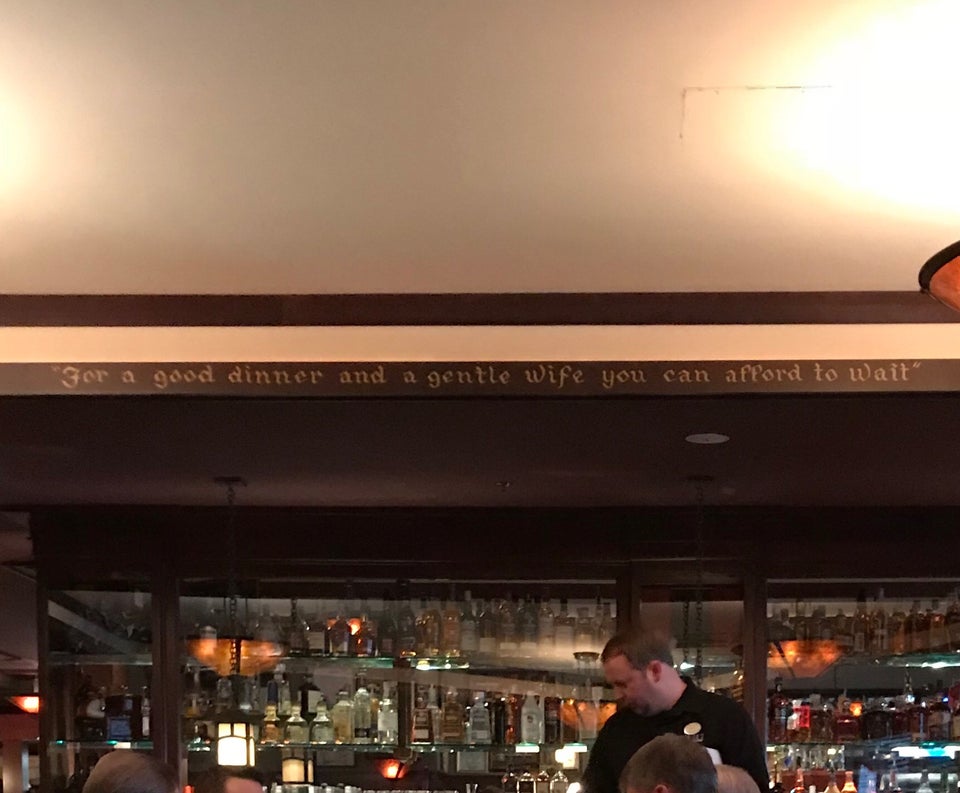 "For a good dinner and a gentle wife you can afford to wait"